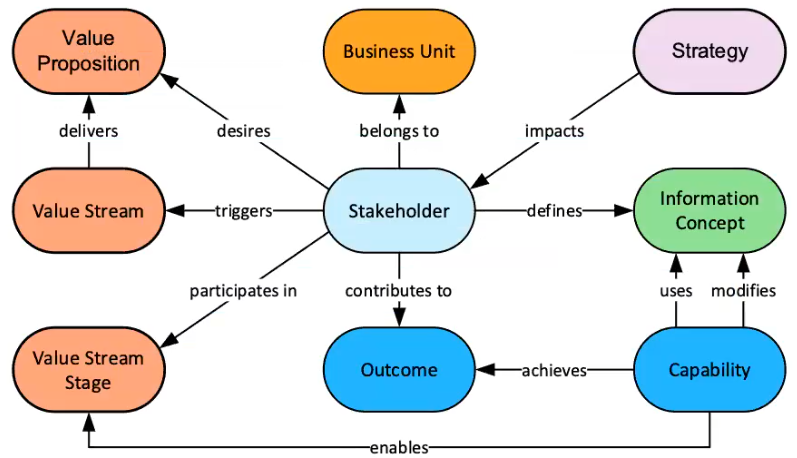 Value
Proposition
Business Unit
Strategy
delivers
desires
belongs to
impacts
Value Stream
triggers
Stakeholder
defines
Information
Concept
participates in
contributes to
uses
modifies
Value Stream
Stage
Outcome
achieves
Capability
enables